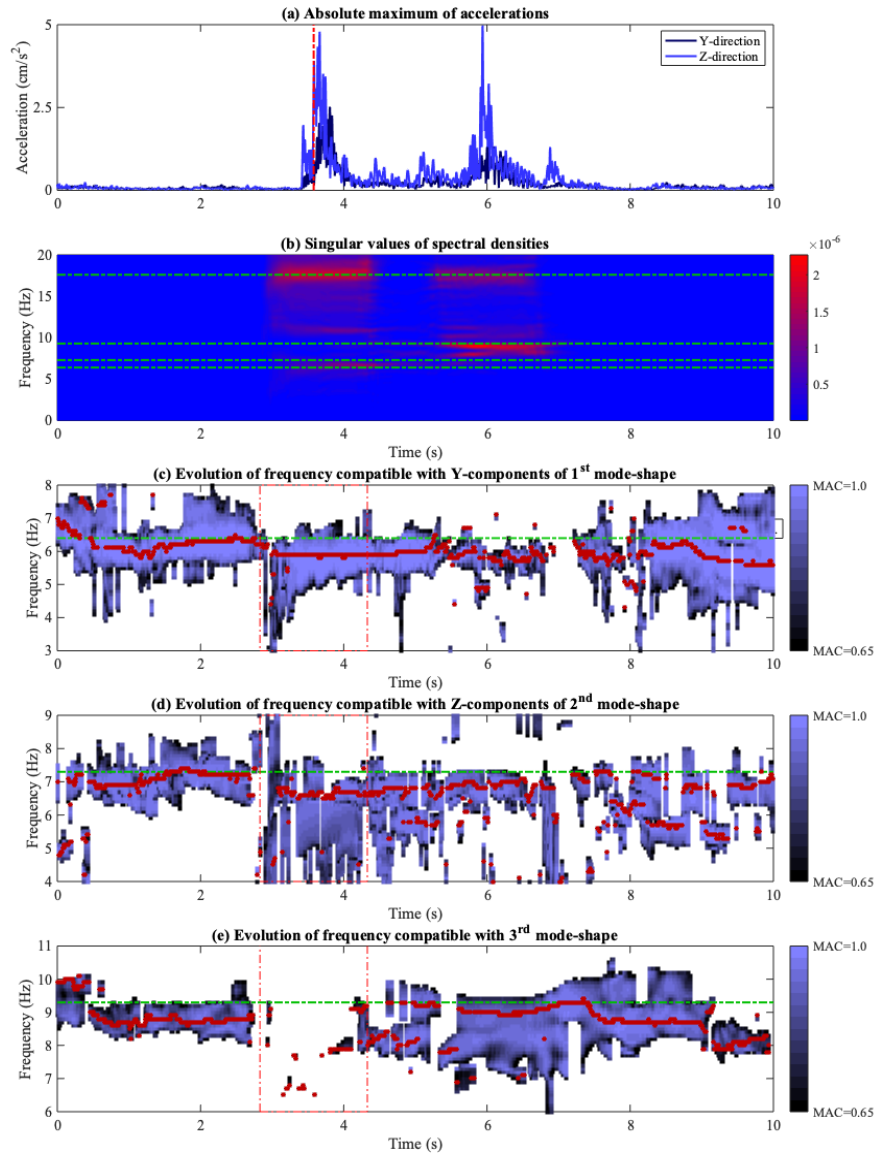 (a) Absolute maximum of accelerations
Acceleration (cm/s²)
5
2.5
0
Y-direction
Z-direction
0 2 4 6 8 10
(b) Singular values of spectral densities
Frequency (Hz)
20
15
10
5
0
×10⁻⁶
2
1.5
1
0.5
0 2 4 6 8 10
Time (s)
(c) Evolution of frequency compatible with Y-components of 1ˢᵗ mode-shape
Frequency (Hz)
8
7
6
5
4
3
MAC=1.0
MAC=0.65
0 2 4 6 8 10
Time (s)
(d) Evolution of frequency compatible with Z-components of 2ⁿᵈ mode-shape
Frequency (Hz)
9
8
7
6
5
4
MAC=1.0
MAC=0.65
0 2 4 6 8 10
Time (s)
(e) Evolution of frequency compatible with 3ʳᵈ mode-shape
Frequency (Hz)
11
10
9
8
7
6
MAC=1.0
MAC=0.65
0 2 4 6 8 10
Time (s)